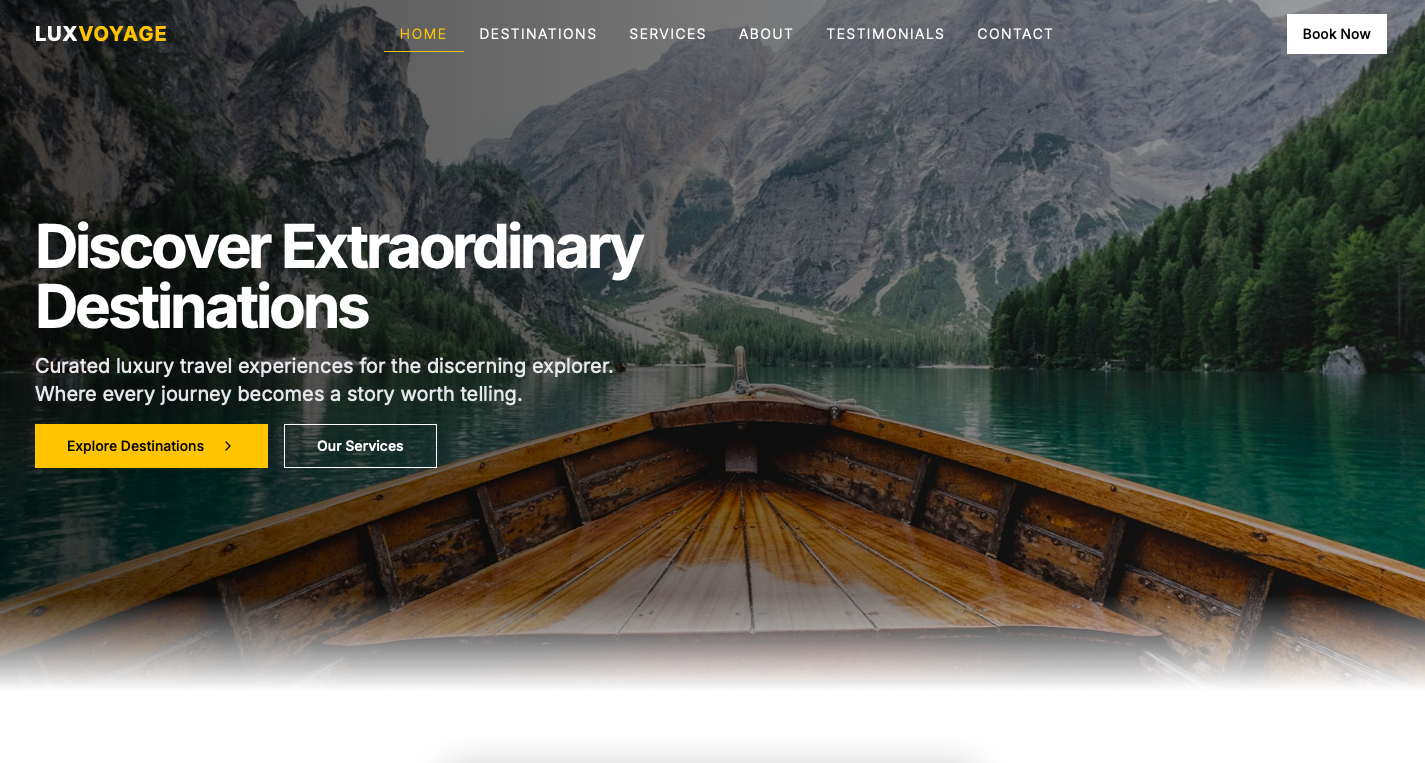 LUXVOYAGE
HOME DESTINATIONS SERVICES ABOUT TESTIMONIALS CONTACT
Book Now
Discover Extraordinary
Destinations
Curated luxury travel experiences for the discerning explorer.
Where every journey becomes a story worth telling.
Explore Destinations
Our Services